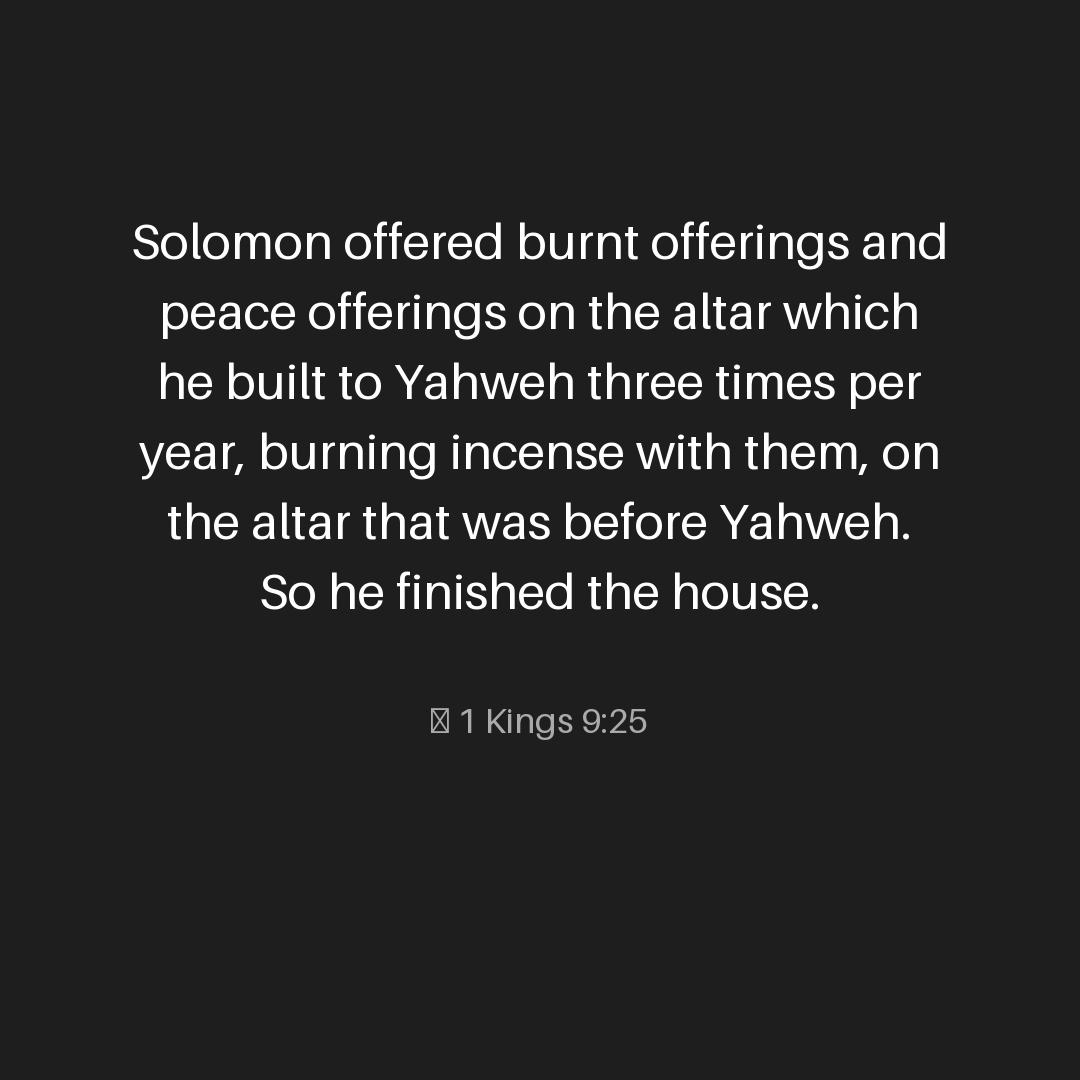 Solomon offered burnt offerings and
peace offerings on the altar which
he built to Yahweh three times per
year, burning incense with them, on
the altar that was before Yahweh.
So he finished the house.
1 Kings 9:25